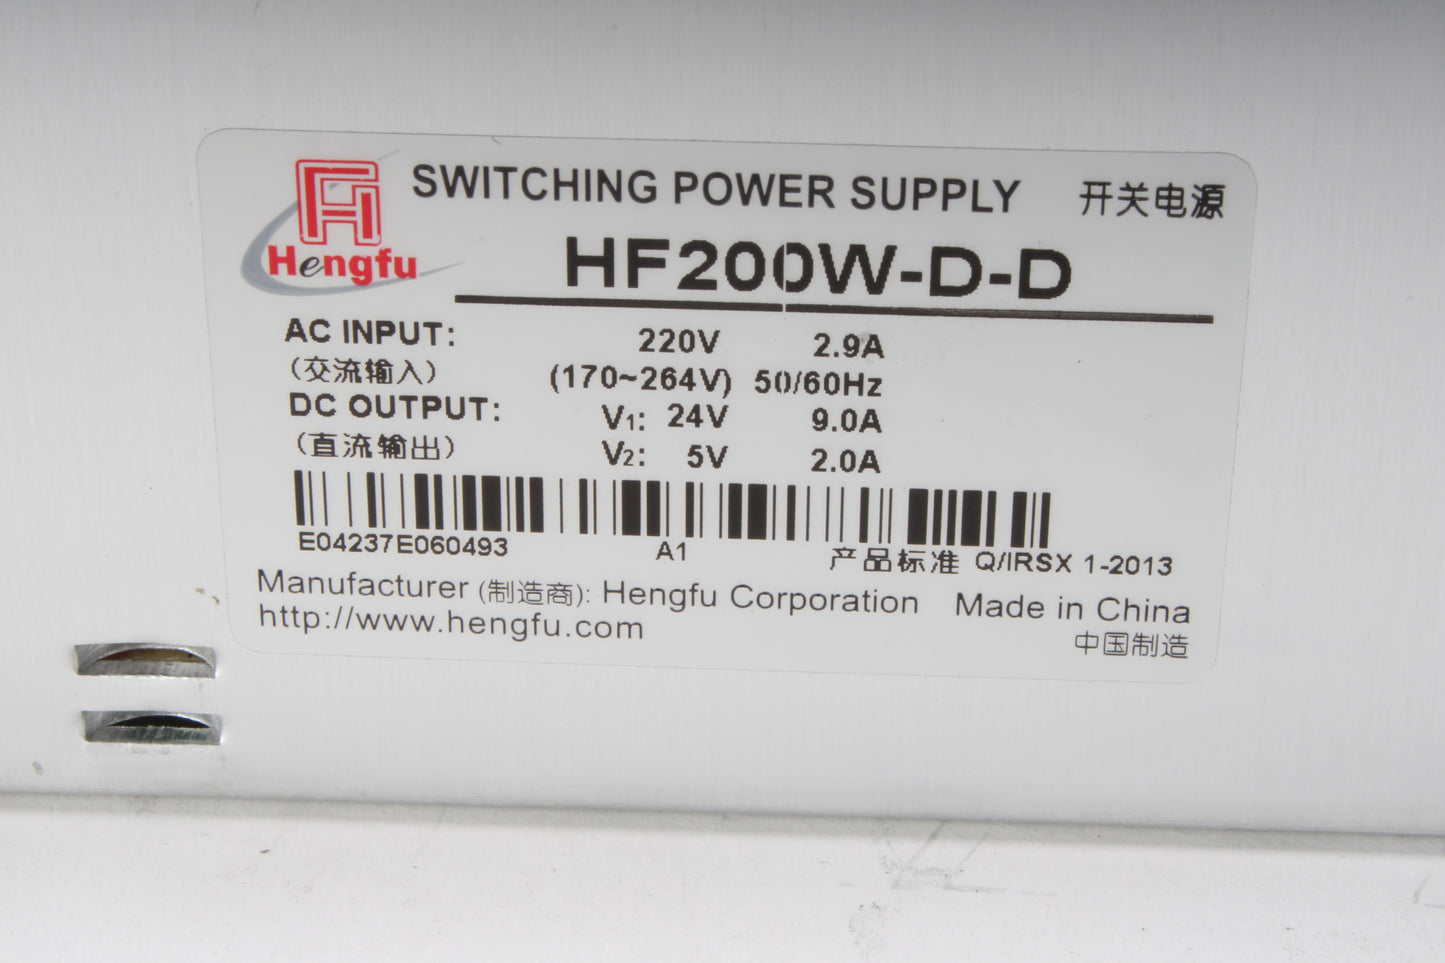 Hengfu
SWITCHING POWER SUPPLY 开关电源
HF200W-D-D
AC INPUT: 220V 2.9A
(交流输入) (170~264V) 50/60Hz
DC OUTPUT: V1: 24V 9.0A
(直流输出) V2: 5V 2.0A
E04237E060493 A1 产品标准 Q/IRSX 1-2013
Manufacturer (制造商): Hengfu Corporation Made in China
http://www.hengfu.com 中国制造